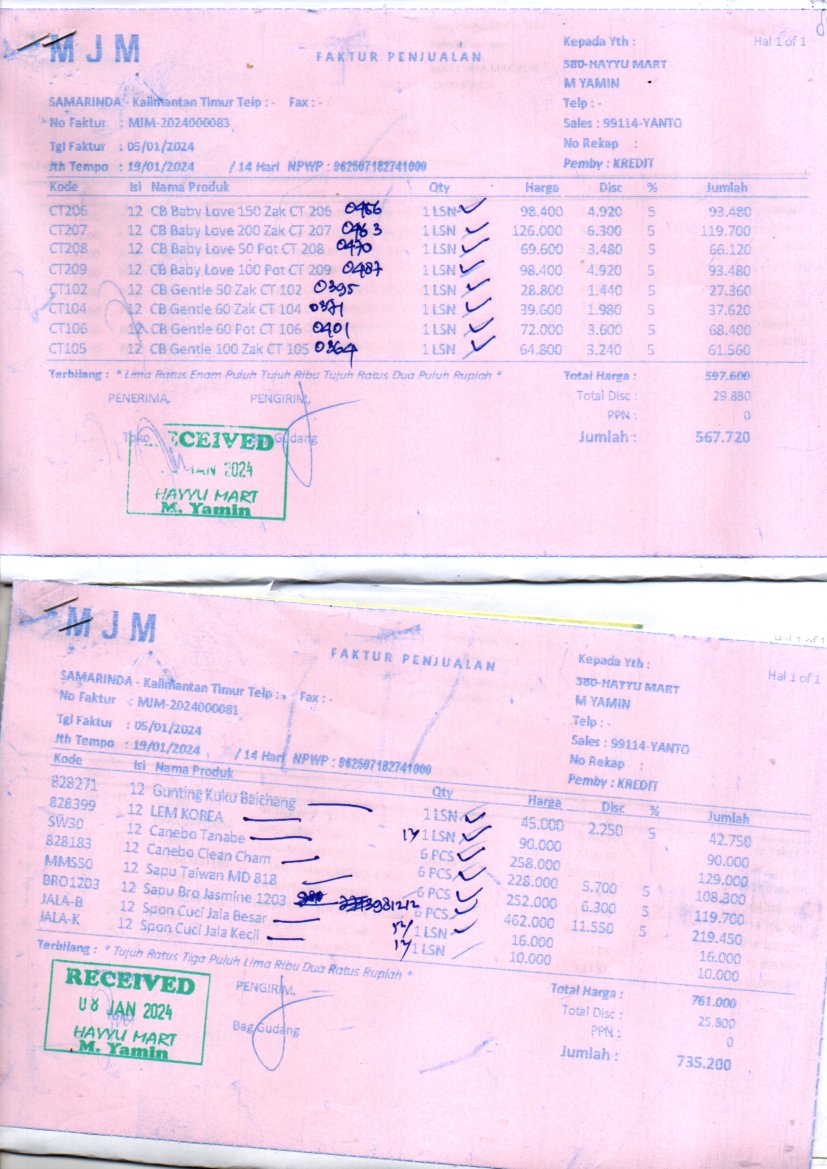 M J M
FAKTUR PENJUALAN
Kepada Yth :
Hal 1 of 1
580-HAYYU MART
M YAMIN
SAMARINDA - Kalimantan Timur Telp : - Fax : -
Telp : -
No Faktur : MJM-2024000083
Sales : 99114-YANTO
Tgl Faktur : 05/01/2024
No Rekap :
Jth Tempo : 19/01/2024 / 14 Hari NPWP : 062507182741000
Pemby : KREDIT
Kode Isi Nama Produk Qty Harga Disc % Jumlah
CT206 12 CB Baby Love 150 Zak CT 206 0466 1 LSN ✓ 98.400 4.920 5 93.480
CT207 12 CB Baby Love 200 Zak CT 207 0463 1 LSN ✓ 126.000 6.300 5 119.700
CT208 12 CB Baby Love 50 Pot CT 208 0470 1 LSN ✓ 69.600 3.480 5 66.120
CT209 12 CB Baby Love 100 Pot CT 209 0487 1 LSN ✓ 98.400 4.920 5 93.480
CT102 12 CB Gentle 50 Zak CT 102 0395 1 LSN ✓ 28.800 1.440 5 27.360
CT104 12 CB Gentle 60 Zak CT 104 0371 1 LSN ✓ 39.600 1.980 5 37.620
CT106 12 CB Gentle 60 Pot CT 106 0401 1 LSN ✓ 72.000 3.600 5 68.400
CT105 12 CB Gentle 100 Zak CT 105 0364 1 LSN ✓ 64.800 3.240 5 61.560
Terbilang : * Lima Ratus Enam Puluh Tujuh Ribu Tujuh Ratus Dua Puluh Rupiah *
Total Harga : 597.600
PENERIMA, PENGIRIM,
Total Disc : 29.880
PPN : 0
Toko Gudang
Jumlah : 567.720
RECEIVED
JAN 2024
HAYYU MART
M. Yamin
M J M
FAKTUR PENJUALAN
Kepada Yth :
Hal 1 of 1
580-HAYYU MART
M YAMIN
SAMARINDA - Kalimantan Timur Telp : - Fax : -
Telp : -
No Faktur : MJM-2024000081
Sales : 99114-YANTO
Tgl Faktur : 05/01/2024
No Rekap :
Jth Tempo : 19/01/2024 / 14 Hari NPWP : 062507182741000
Pemby : KREDIT
Kode Isi Nama Produk Qty Harga Disc % Jumlah
828271 12 Gunting Kuku Baichang 1 LSN ✓ 45.000 2.250 5 42.750
828399 12 LEM KOREA 1 LSN ✓ 90.000 90.000
SW30 12 Canebo Tanabe 6 PCS ✓ 258.000 129.000
828183 12 Canebo Clean Cham 6 PCS ✓ 228.000 5.700 5 108.300
MMS50 12 Sapu Taiwan MD 818 6 PCS ✓ 252.000 6.300 5 119.700
BRO1203 12 Sapu Bro Jasmine 1203 3981212 6 PCS ✓ 462.000 11.550 5 219.450
JALA-B 12 Spon Cuci Jala Besar 1 LSN ✓ 16.000 16.000
JALA-K 12 Spon Cuci Jala Kecil 1 LSN 10.000 10.000
Terbilang : * Tujuh Ratus Tiga Puluh Lima Ribu Dua Ratus Rupiah *
Total Harga : 761.000
PENGIRIM,
Total Disc : 25.800
PPN : 0
Bag Gudang
Jumlah : 735.200
RECEIVED
08 JAN 2024
HAYYU MART
M. Yamin